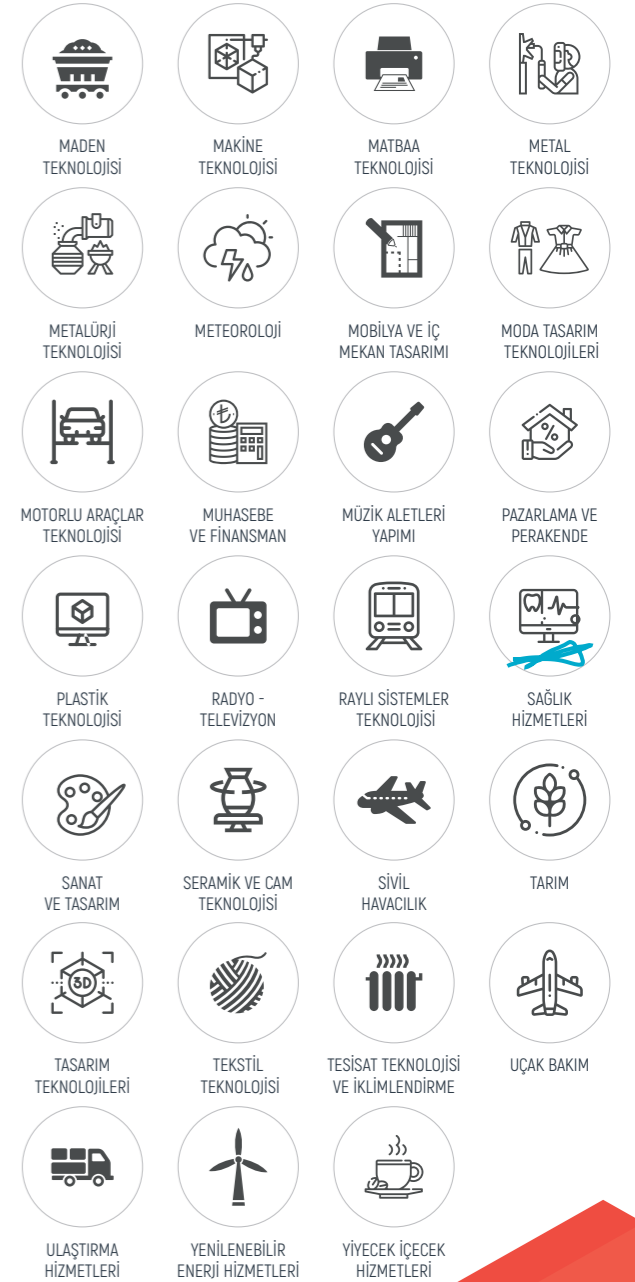 MADEN
TEKNOLOJİSİ
MAKİNE
TEKNOLOJİSİ
MATBAA
TEKNOLOJİSİ
METAL
TEKNOLOJİSİ
METALÜRJİ
TEKNOLOJİSİ
METEOROLOJİ
MOBİLYA VE İÇ
MEKAN TASARIMI
MODA TASARIM
TEKNOLOJİLERİ
MOTORLU ARAÇLAR
TEKNOLOJİSİ
MUHASEBE
VE FİNANSMAN
MÜZİK ALETLERİ
YAPIMI
PAZARLAMA VE
PERAKENDE
PLASTİK
TEKNOLOJİSİ
RADYO -
TELEVİZYON
RAYLI SİSTEMLER
TEKNOLOJİSİ
SAĞLIK
HİZMETLERİ
SANAT
VE TASARIM
SERAMİK VE CAM
TEKNOLOJİSİ
SİVİL
HAVACILIK
TARIM
3D
TASARIM
TEKNOLOJİLERİ
TEKSTİL
TEKNOLOJİSİ
TESİSAT TEKNOLOJİSİ
VE İKLİMLENDİRME
UÇAK BAKIM
ULAŞTIRMA
HİZMETLERİ
YENİLENEBİLİR
ENERJİ HİZMETLERİ
YİYECEK İÇECEK
HİZMETLERİ